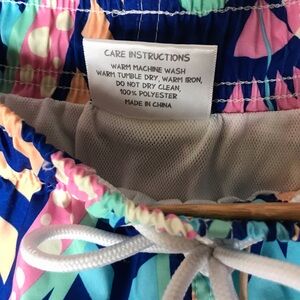 CARE INSTRUCTIONS
WARM MACHINE WASH
WARM TUMBLE DRY, WARM IRON,
DO NOT DRY CLEAN,
100% POLYESTER
MADE IN CHINA